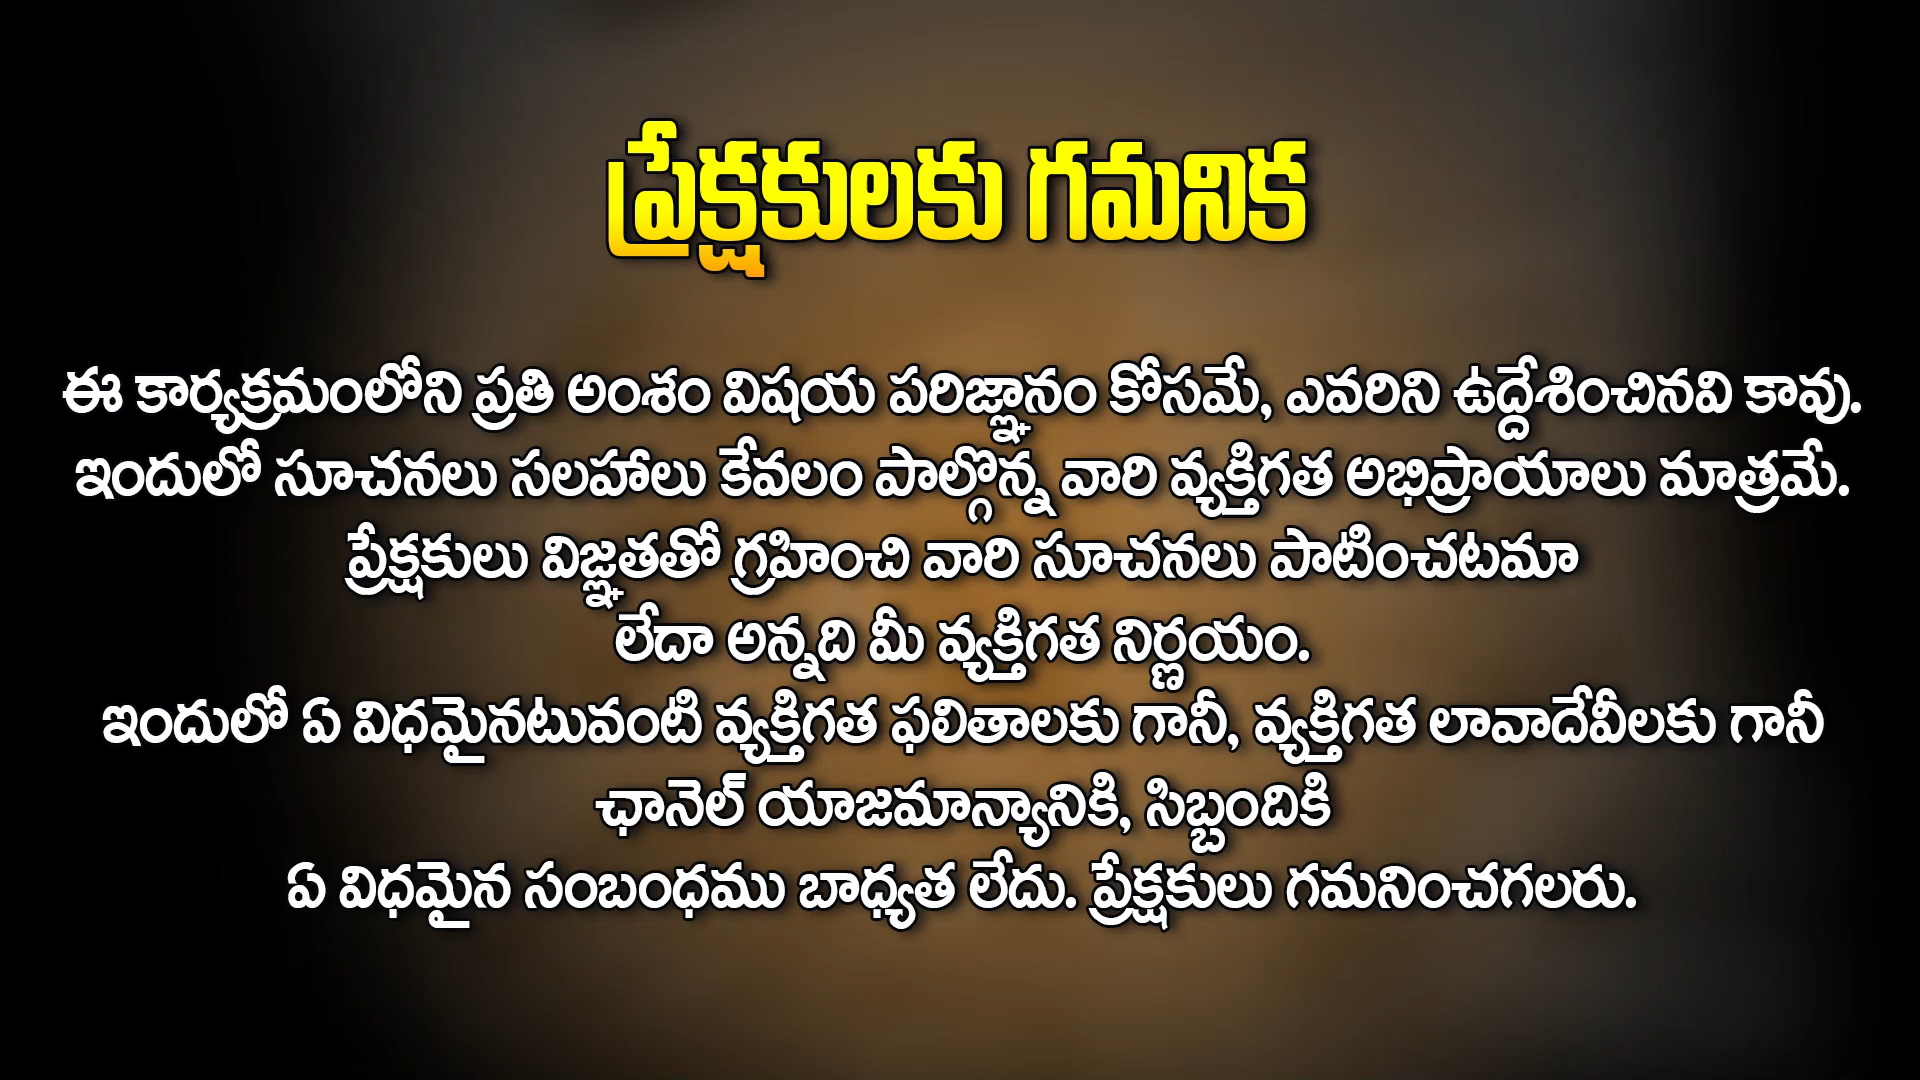 ప్రేక్షకులకు గమనిక
ఈ కార్యక్రమంలోని ప్రతి అంశం విషయ పరిజ్ఞానం కోసమే, ఎవరిని ఉద్దేశించినవి కావు.
ఇందులో సూచనలు సలహాలు కేవలం పాల్గొన్న వారి వ్యక్తిగత అభిప్రాయాలు మాత్రమే.
ప్రేక్షకులు విజ్ఞతతో గ్రహించి వారి సూచనలు పాటించటమా
లేదా అన్నది మీ వ్యక్తిగత నిర్ణయం.
ఇందులో ఏ విధమైనటువంటి వ్యక్తిగత ఫలితాలకు గానీ, వ్యక్తిగత లావాదేవీలకు గానీ
ఛానెల్ యాజమాన్యానికి, సిబ్బందికి
ఏ విధమైన సంబంధము బాధ్యత లేదు. ప్రేక్షకులు గమనించగలరు.